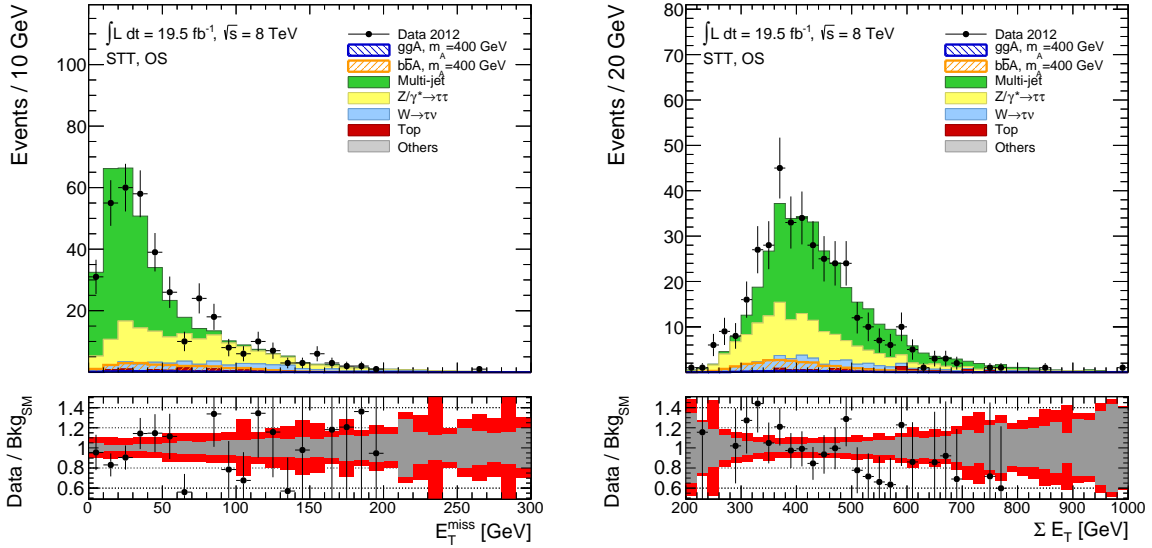 ∫L dt = 19.5 fb⁻¹, √s = 8 TeV
STT, OS
Data 2012
ggA, m_A=400 GeV
bb̄A, m_A=400 GeV
Multi-jet
Z/γ*→ττ
W→τν
Top
Others
Events / 10 GeV
100
80
60
40
20
Data / Bkg_SM
1.4
1.2
1
0.8
0.6
0 50 100 150 200 250 300
E_T^miss [GeV]
∫L dt = 19.5 fb⁻¹, √s = 8 TeV
STT, OS
Data 2012
ggA, m_A=400 GeV
bb̄A, m_A=400 GeV
Multi-jet
Z/γ*→ττ
W→τν
Top
Others
Events / 20 GeV
80
70
60
50
40
30
20
10
Data / Bkg_SM
1.4
1.2
1
0.8
0.6
200 300 400 500 600 700 800 900 1000
Σ E_T [GeV]